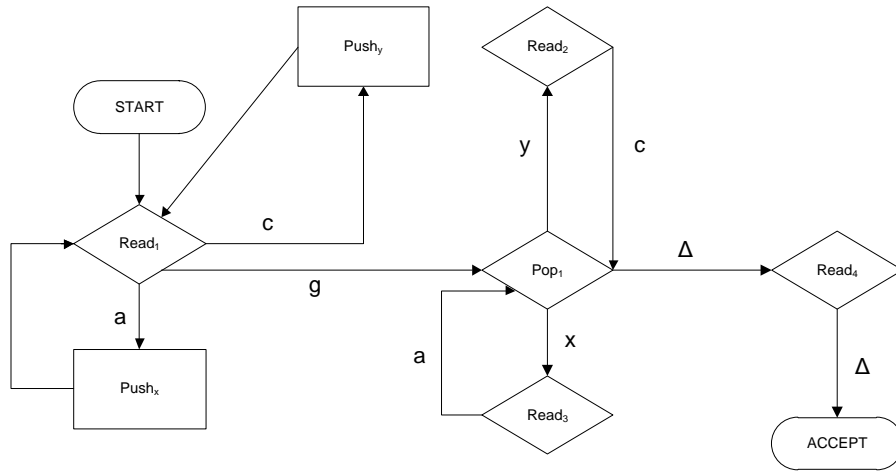 Push_y
Read_2
START
y
c
Read_1
c
Pop_1
Δ
Read_4
g
a
x
a
Δ
Push_x
Read_3
ACCEPT